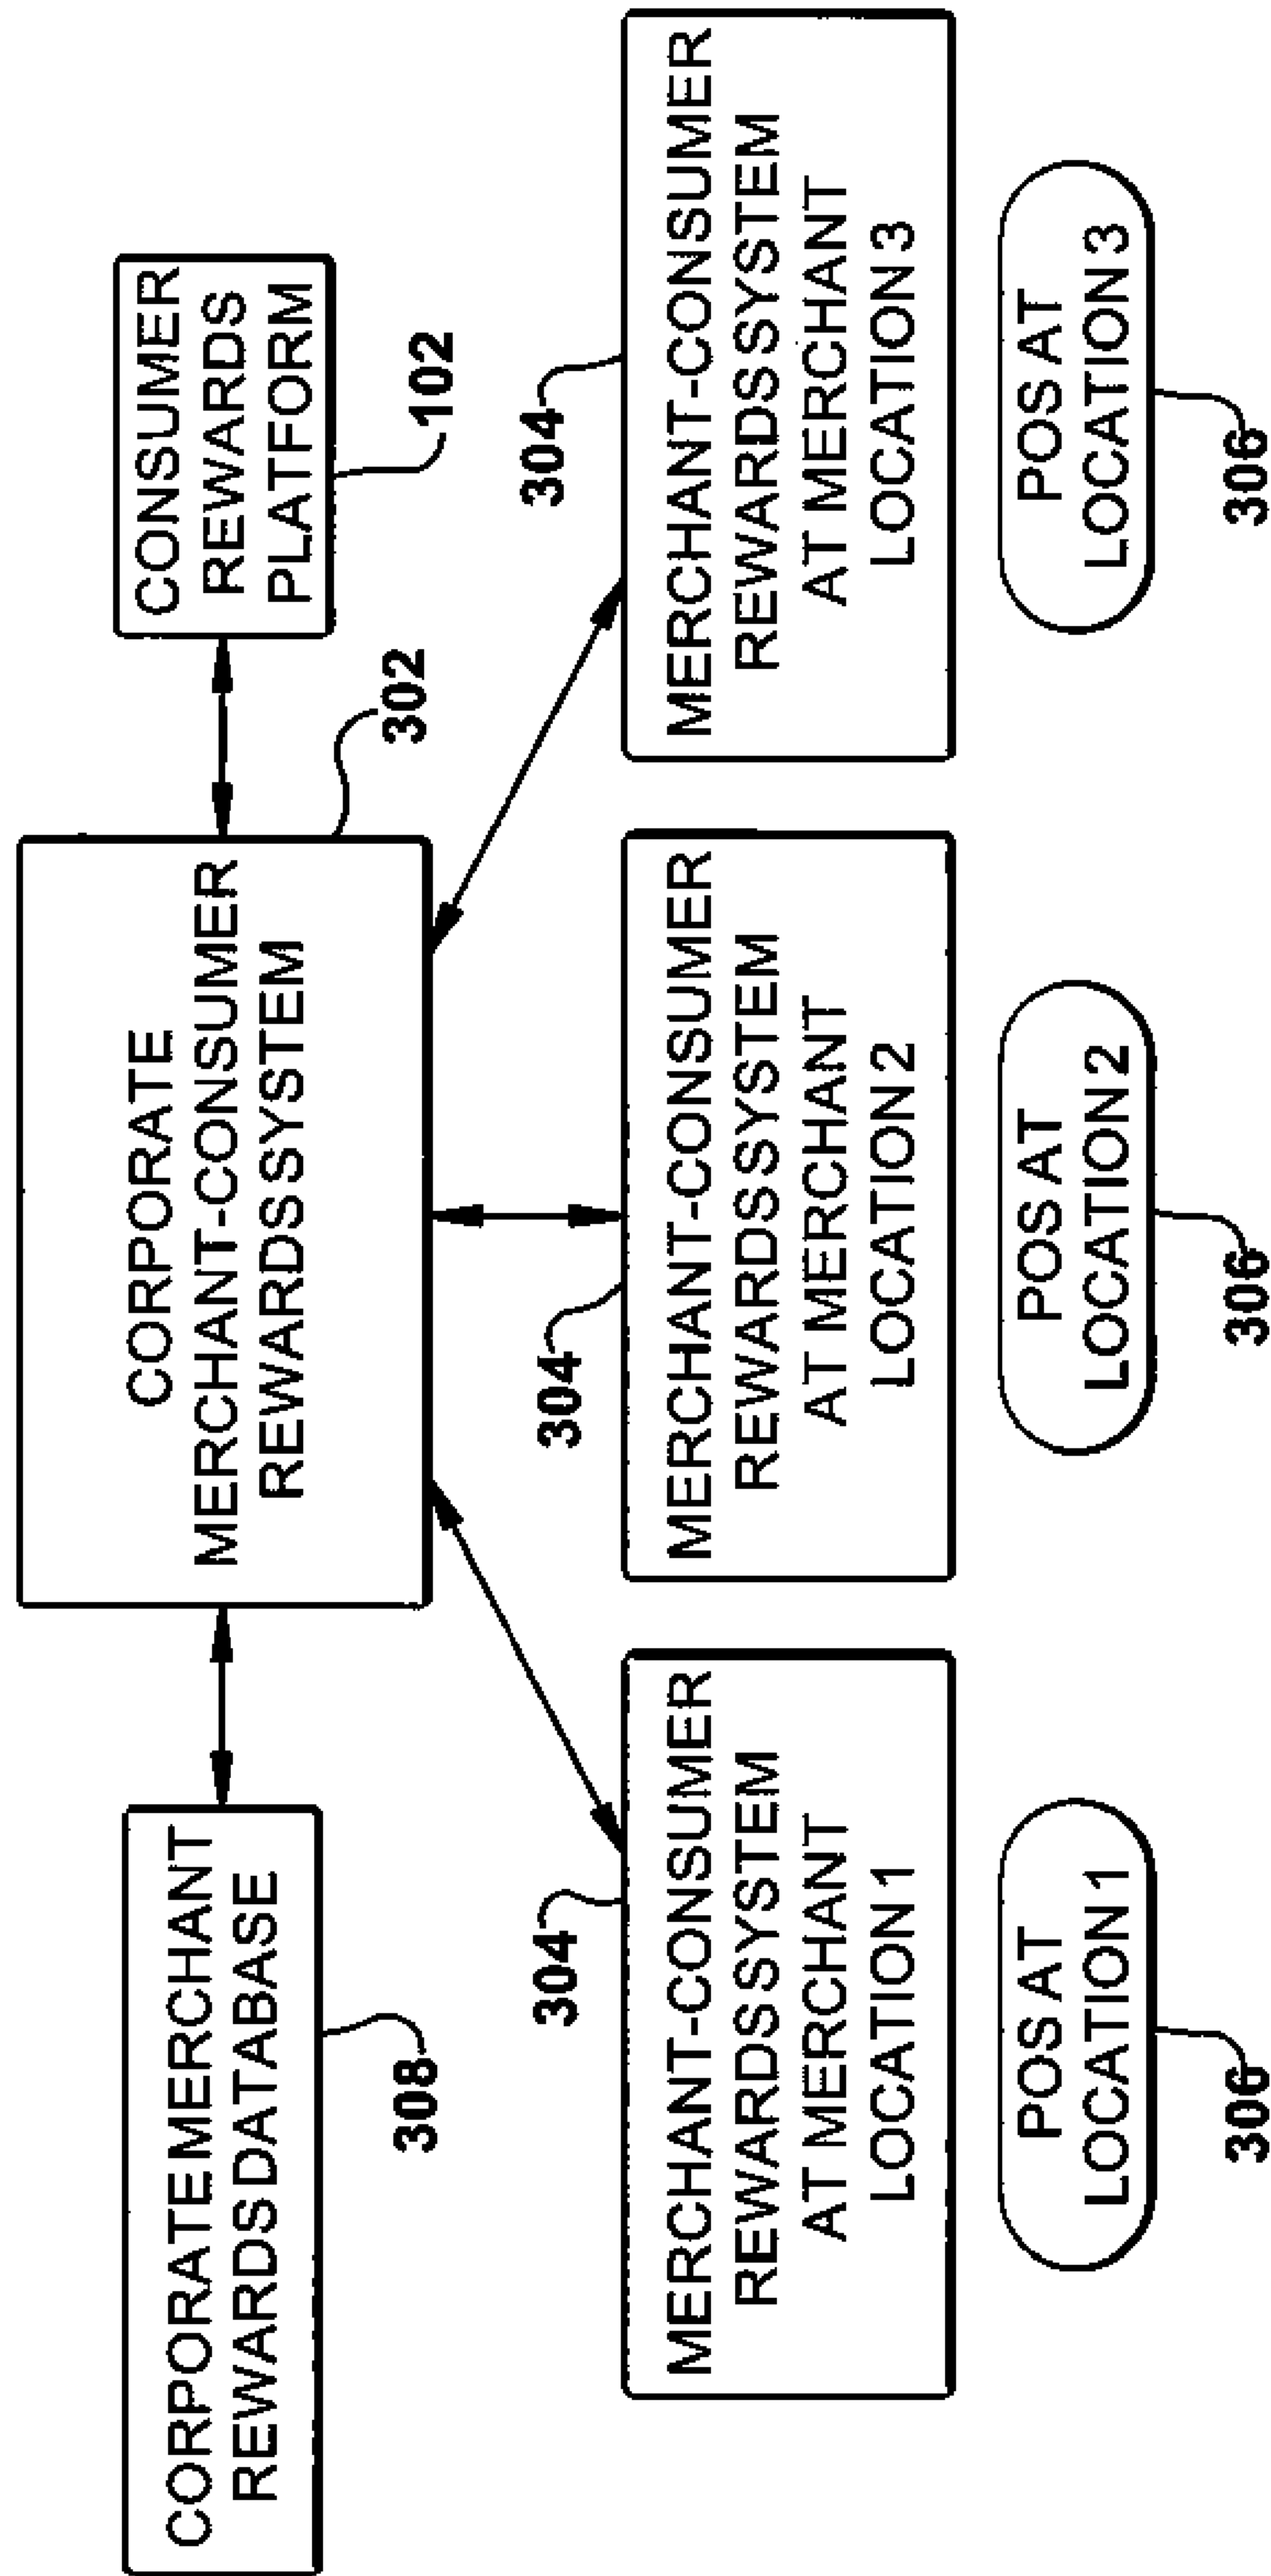 CORPORATE MERCHANT
REWARDS DATABASE
308
CORPORATE
MERCHANT-CONSUMER
REWARDS SYSTEM
302
CONSUMER
REWARDS
PLATFORM
102
304
MERCHANT-CONSUMER
REWARDS SYSTEM
AT MERCHANT
LOCATION 1
304
MERCHANT-CONSUMER
REWARDS SYSTEM
AT MERCHANT
LOCATION 2
304
MERCHANT-CONSUMER
REWARDS SYSTEM
AT MERCHANT
LOCATION 3
POS AT
LOCATION 1
306
POS AT
LOCATION 2
306
POS AT
LOCATION 3
306